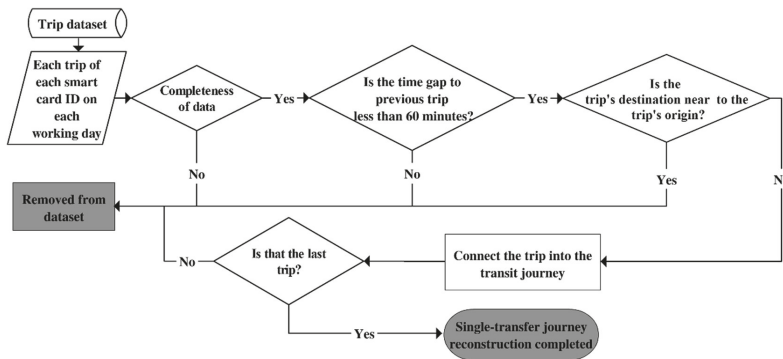 Trip dataset
Each trip of
each smart
card ID on
each
working day
Completeness
of data
Yes
Is the time gap to
previous trip
less than 60 minutes?
Yes
Is the
trip's destination near to the
trip's origin?
No
No
Yes
N
Removed from
dataset
Is that the last
trip?
No
Connect the trip into the
transit journey
Yes
Single-transfer journey
reconstruction completed